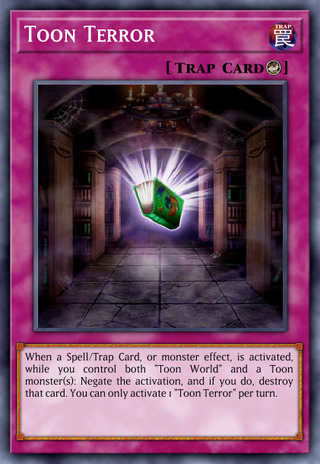 Toon Terror
TRAP
罠
[ Trap Card ]
When a Spell/Trap Card, or monster effect, is activated,
while you control both "Toon World" and a Toon
monster(s): Negate the activation, and if you do, destroy
that card. You can only activate 1 "Toon Terror" per turn.